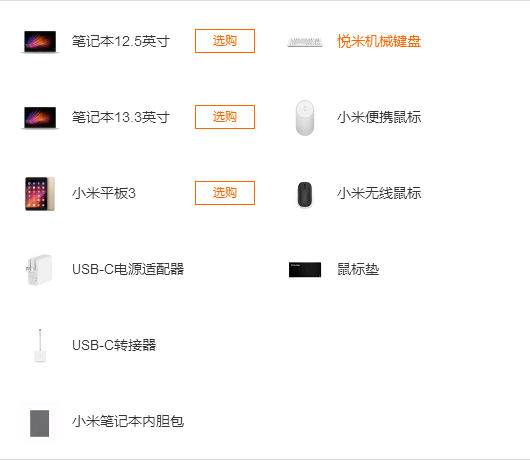 笔记本12.5英寸
选购
笔记本13.3英寸
选购
小米平板3
选购
USB-C电源适配器
USB-C转接器
小米笔记本内胆包
悦米机械键盘
小米便携鼠标
小米无线鼠标
鼠标垫